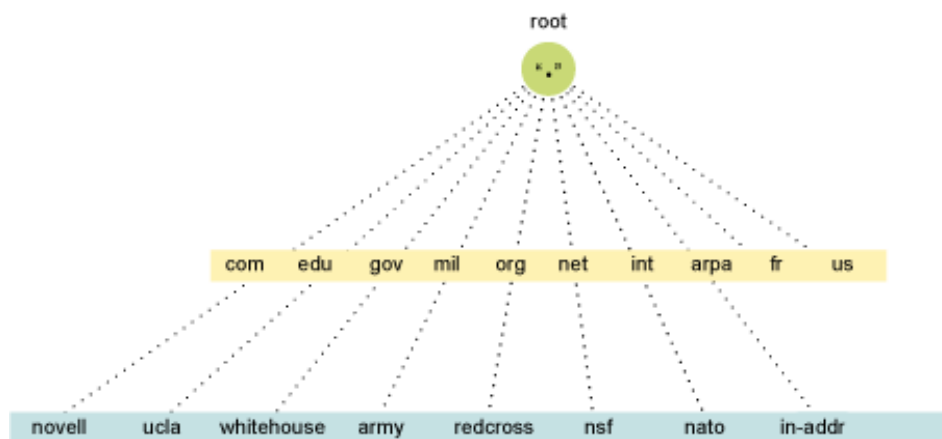 root
“.”
com edu gov mil org net int arpa fr us
novell ucla whitehouse army redcross nsf nato in-addr